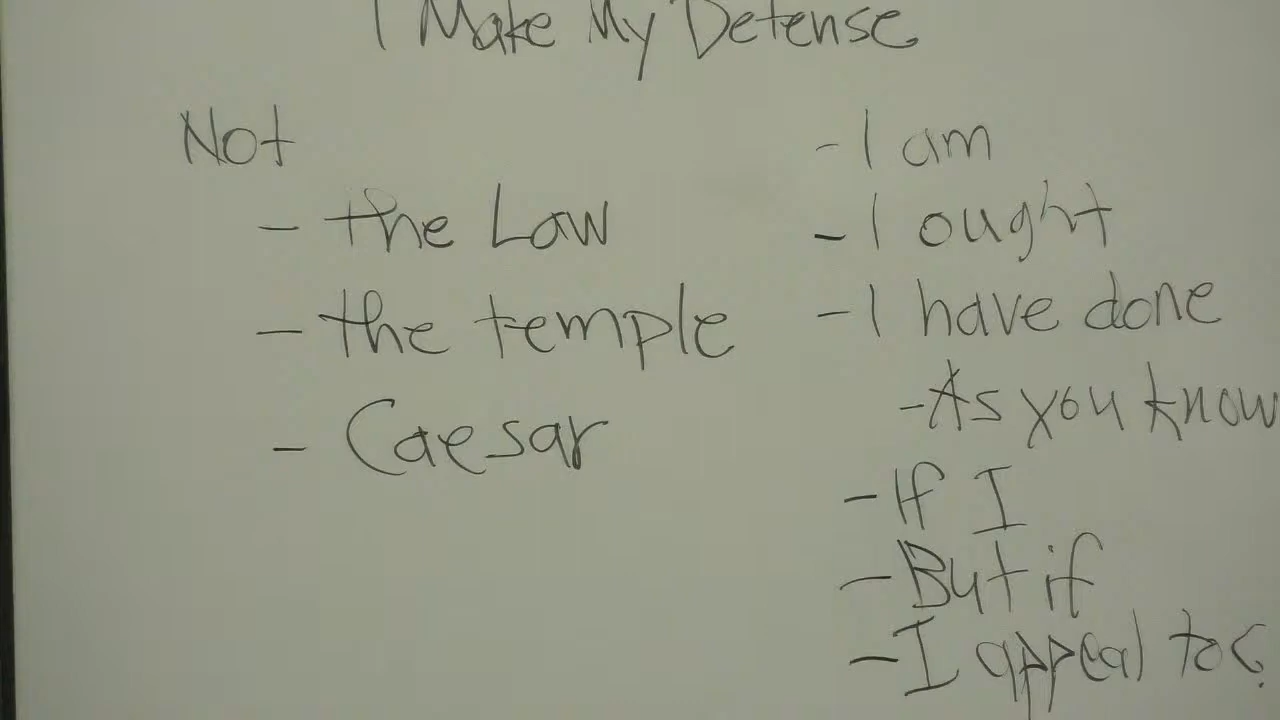 I Make My Defense
Not
- the Law
- the temple
- Caesar
- I am
- I ought
- I have done
- As you know
- If I
- But if
- I appeal to